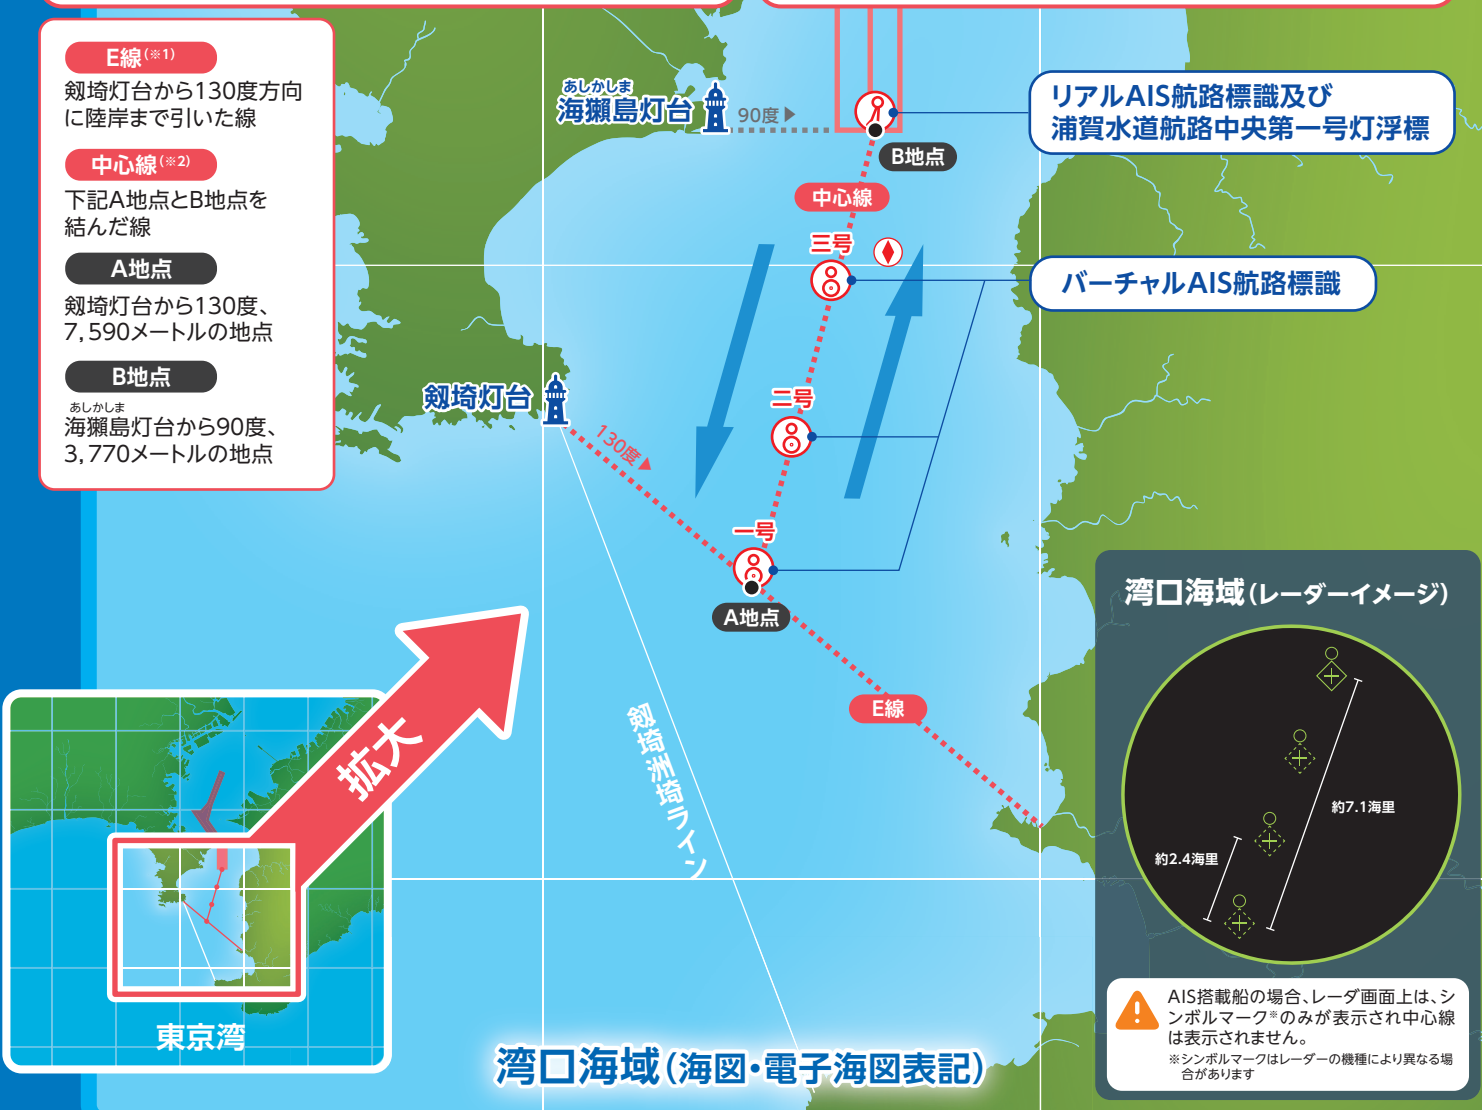 E線(※1)
剱埼灯台から130度方向
に陸岸まで引いた線
中心線(※2)
下記A地点とB地点を
結んだ線
A地点
剱埼灯台から130度、
7,590メートルの地点
B地点
あしかしま
海獺島灯台から90度、
3,770メートルの地点
あしかしま
海獺島灯台
90度▶
B地点
リアルAIS航路標識及び
浦賀水道航路中央第一号灯浮標
中心線
三号
バーチャルAIS航路標識
剱埼灯台
130度▶
二号
一号
A地点
E線
剱埼洲埼ライン
拡大
東京湾
湾口海域(海図・電子海図表記)
湾口海域(レーダーイメージ)
約7.1海里
約2.4海里
AIS搭載船の場合、レーダ画面上は、シ
ンボルマーク※のみが表示され中心線
は表示されません。
※シンボルマークはレーダーの機種により異なる場
合があります